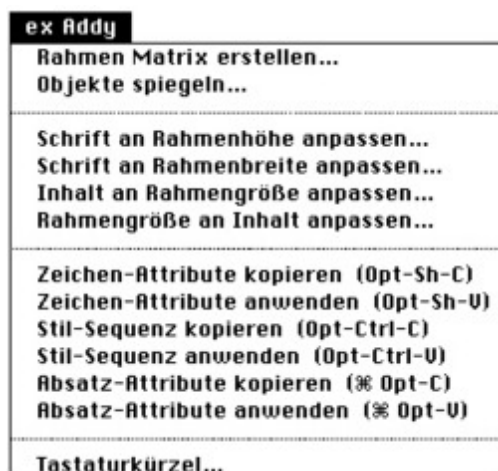 ex Addy
Rahmen Matrix erstellen...
Objekte spiegeln...
Schrift an Rahmenhöhe anpassen...
Schrift an Rahmenbreite anpassen...
Inhalt an Rahmengröße anpassen...
Rahmengröße an Inhalt anpassen...
Zeichen-Attribute kopieren (Opt-Sh-C)
Zeichen-Attribute anwenden (Opt-Sh-V)
Stil-Sequenz kopieren (Opt-Ctrl-C)
Stil-Sequenz anwenden (Opt-Ctrl-V)
Absatz-Attribute kopieren (⌘ Opt-C)
Absatz-Attribute anwenden (⌘ Opt-V)
Tastaturkürzel...